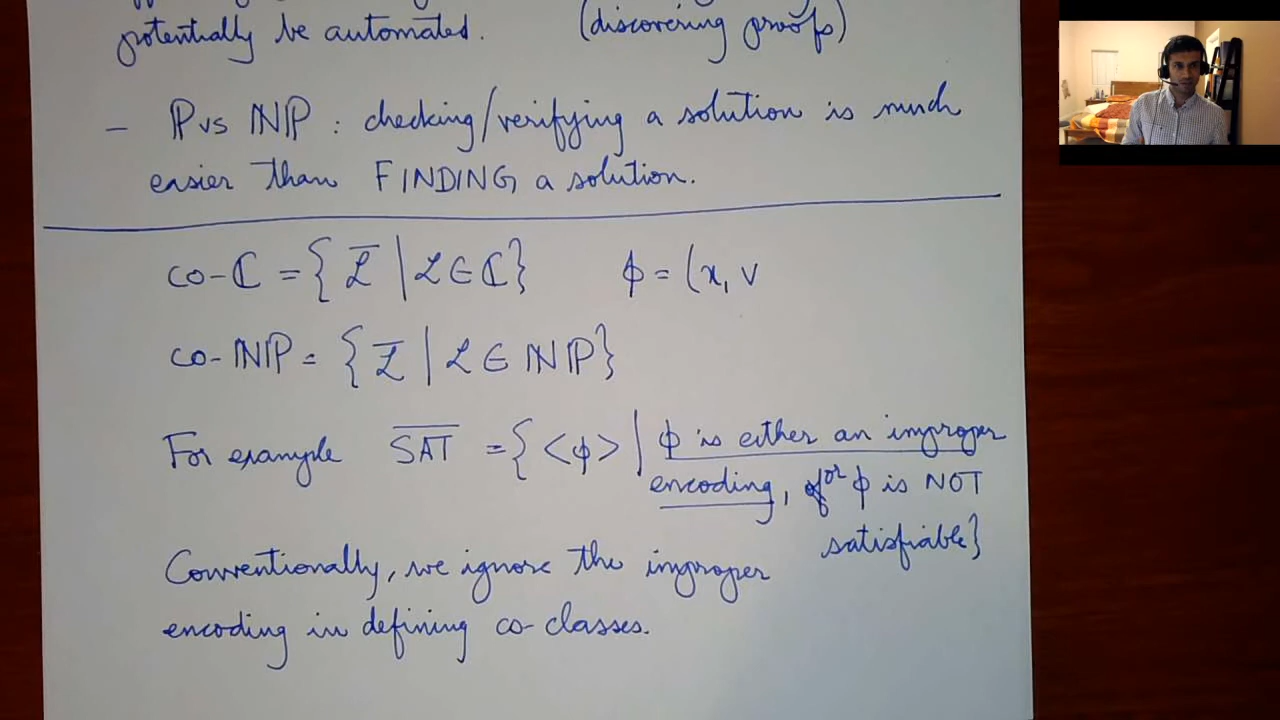 potentially be automated. (discovering proofs)
– P vs NP : checking/verifying a solution is much
easier than FINDING a solution.
co-ℂ = { L̅ | L ∈ ℂ } ϕ = (x, ∨
co-NP = { L̅ | L ∈ NP }
For example S̅A̅T̅ = { <ϕ> | ϕ is either an improper
encoding, or ϕ is NOT
satisfiable }
Conventionally, we ignore the improper
encoding in defining co-classes.